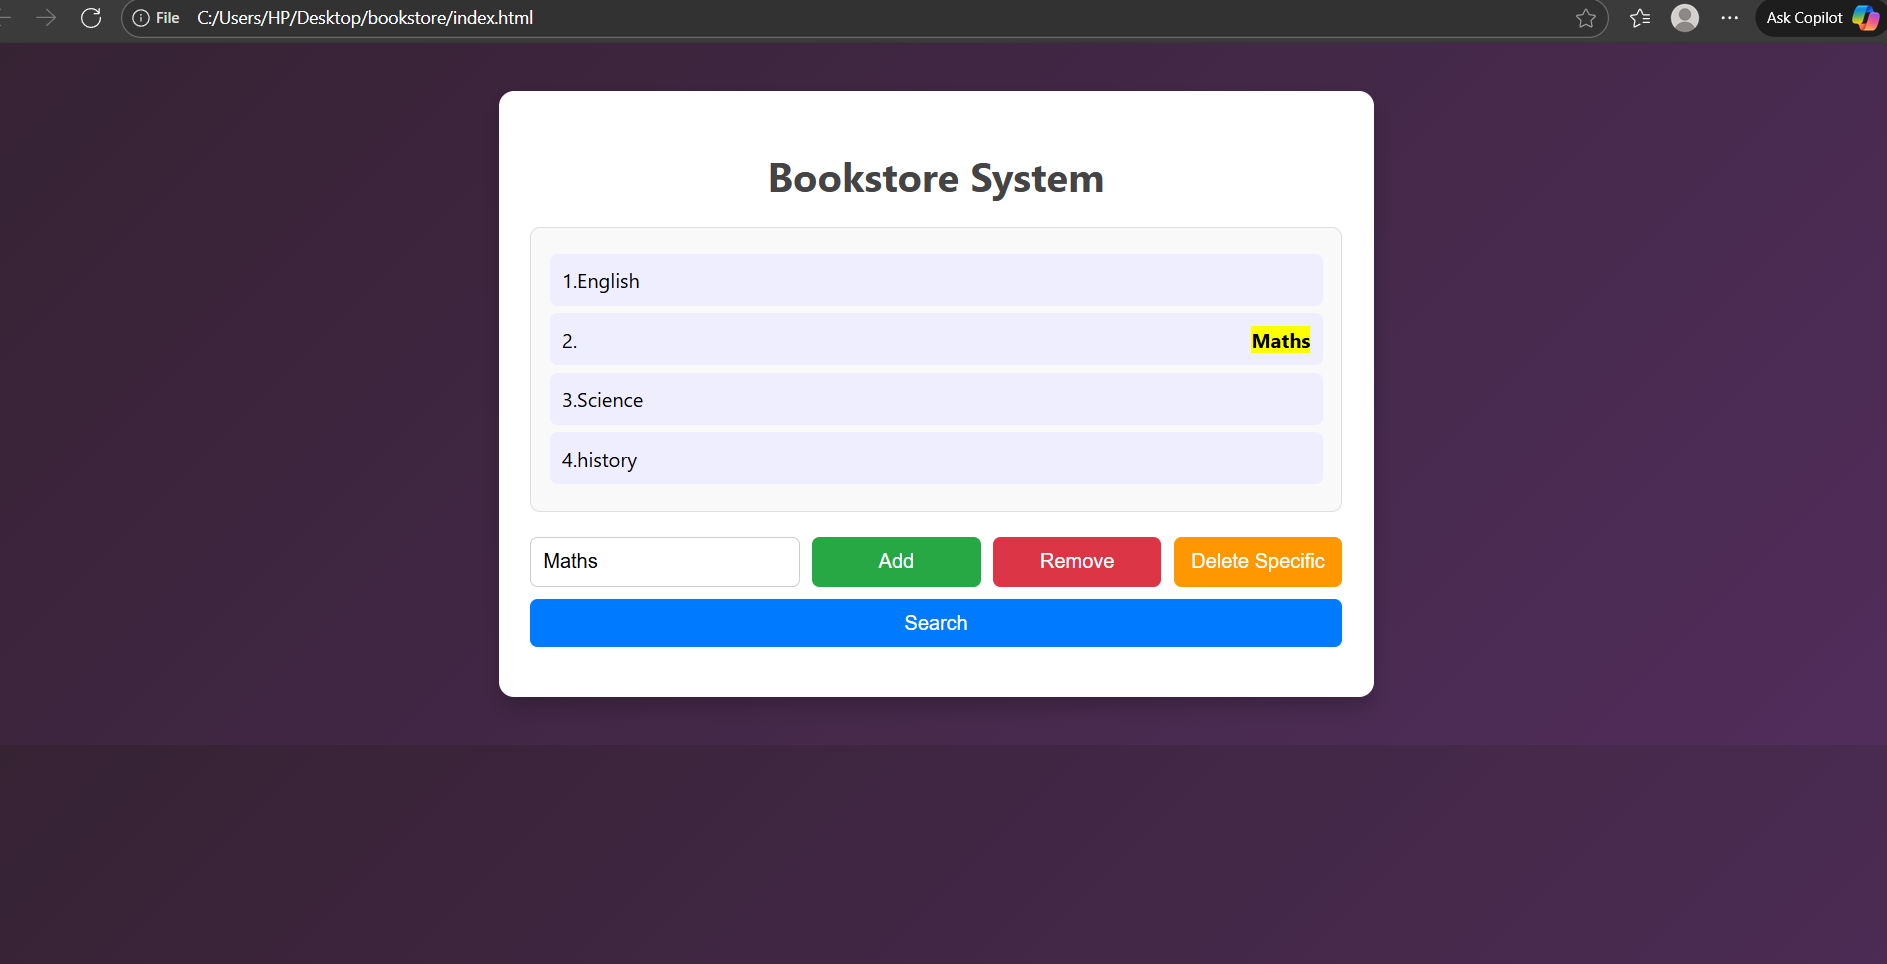 File C:/Users/HP/Desktop/bookstore/index.html Ask Copilot
Bookstore System
1.English
2. Maths
3.Science
4.history
Maths Add Remove Delete Specific
Search